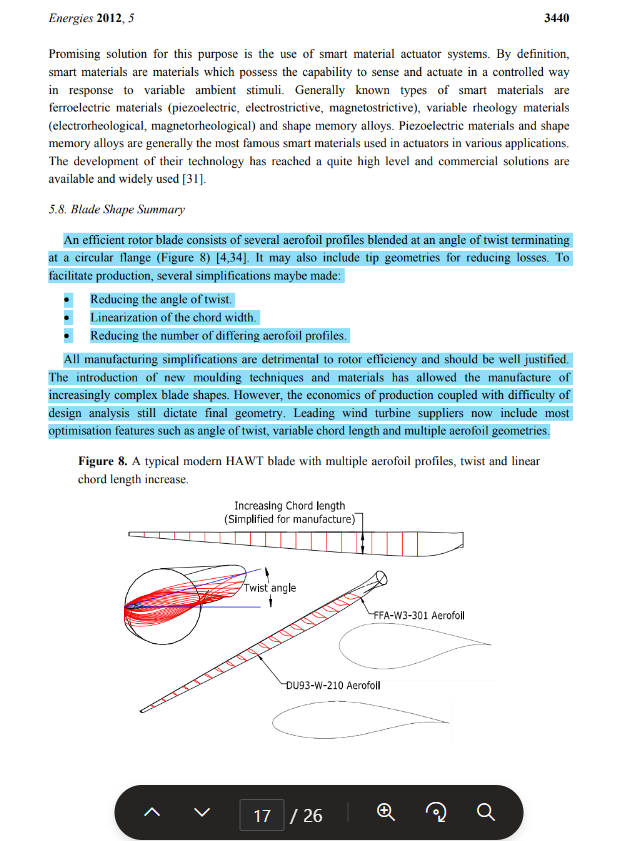 Energies 2012, 5
3440
Promising solution for this purpose is the use of smart material actuator systems. By definition,
smart materials are materials which possess the capability to sense and actuate in a controlled way
in response to variable ambient stimuli. Generally known types of smart materials are
ferroelectric materials (piezoelectric, electrostrictive, magnetostrictive), variable rheology materials
(electrorheological, magnetorheological) and shape memory alloys. Piezoelectric materials and shape
memory alloys are generally the most famous smart materials used in actuators in various applications.
The development of their technology has reached a quite high level and commercial solutions are
available and widely used [31].
5.8. Blade Shape Summary
An efficient rotor blade consists of several aerofoil profiles blended at an angle of twist terminating
at a circular flange (Figure 8) [4,34]. It may also include tip geometries for reducing losses. To
facilitate production, several simplifications maybe made:
• Reducing the angle of twist.
• Linearization of the chord width.
• Reducing the number of differing aerofoil profiles.
All manufacturing simplifications are detrimental to rotor efficiency and should be well justified.
The introduction of new moulding techniques and materials has allowed the manufacture of
increasingly complex blade shapes. However, the economics of production coupled with difficulty of
design analysis still dictate final geometry. Leading wind turbine suppliers now include most
optimisation features such as angle of twist, variable chord length and multiple aerofoil geometries.
Figure 8. A typical modern HAWT blade with multiple aerofoil profiles, twist and linear
chord length increase.
Increasing Chord length
(Simplified for manufacture)
Twist angle
FFA-W3-301 Aerofoil
DU93-W-210 Aerofoil
17 / 26